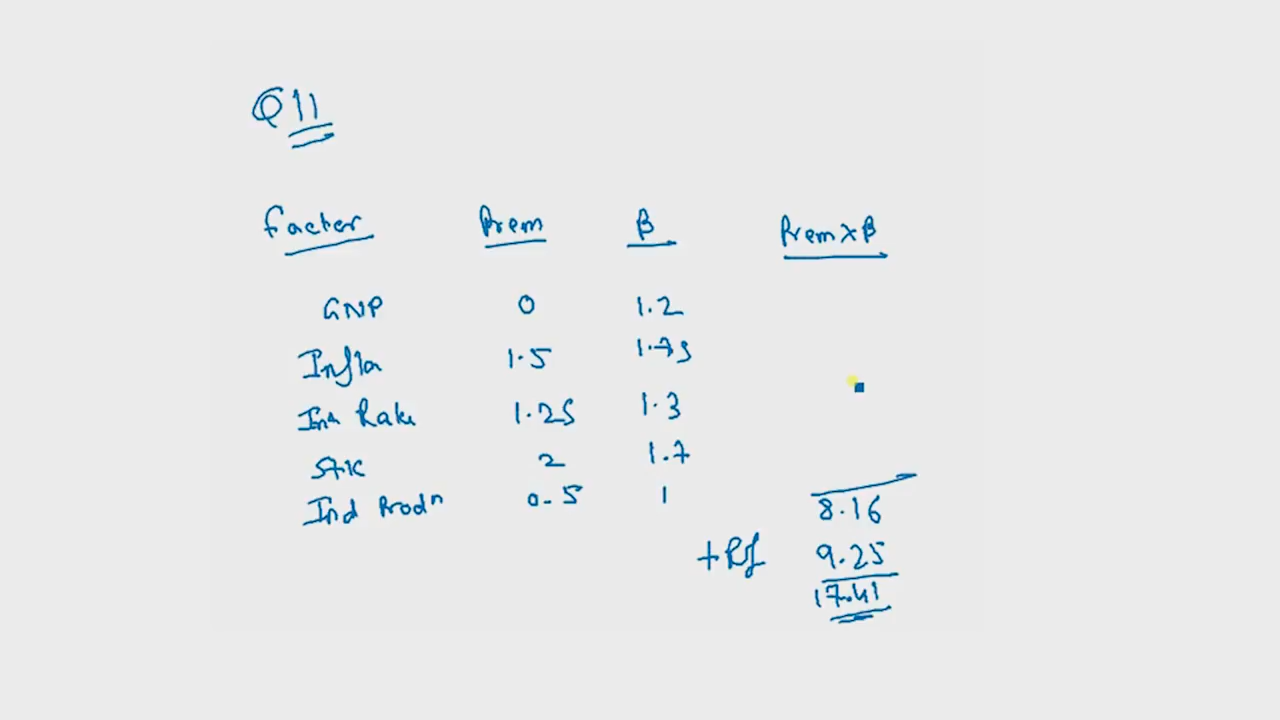 Q11
Factor Prem β Prem x β
GNP 0 1.2
Infla 1.5 1.75
Int Rate 1.25 1.3
STK 2 1.7
Ind Prodn 0.5 1
8.16
+Rf 9.25
17.41